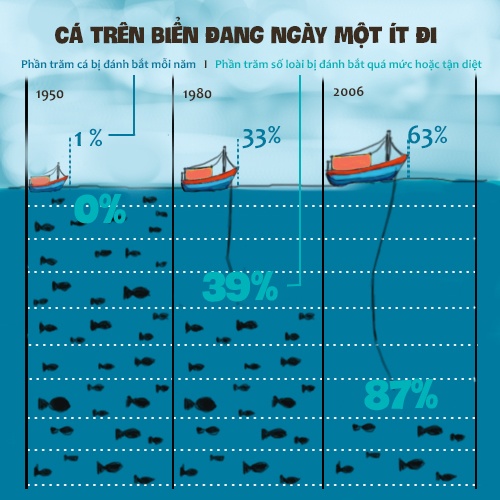 CÁ TRÊN BIỂN ĐANG NGÀY MỘT ÍT ĐI
Phần trăm cá bị đánh bắt mỗi năm I Phần trăm số loài bị đánh bắt quá mức hoặc tận diệt
1950 1980 2006
1 % 33% 63%
0%
39%
87%